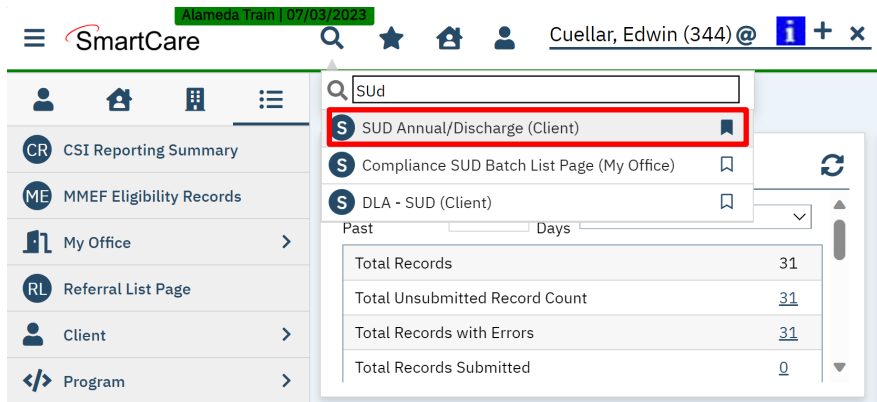 Alameda Train | 07/03/2023
SmartCare
Cuellar, Edwin (344) @ i + ×
SUd
S SUD Annual/Discharge (Client)
S Compliance SUD Batch List Page (My Office)
S DLA - SUD (Client)
CR CSI Reporting Summary
ME MMEF Eligibility Records
My Office
RL Referral List Page
Client
</> Program
Past Days
Total Records 31
Total Unsubmitted Record Count 31
Total Records with Errors 31
Total Records Submitted 0